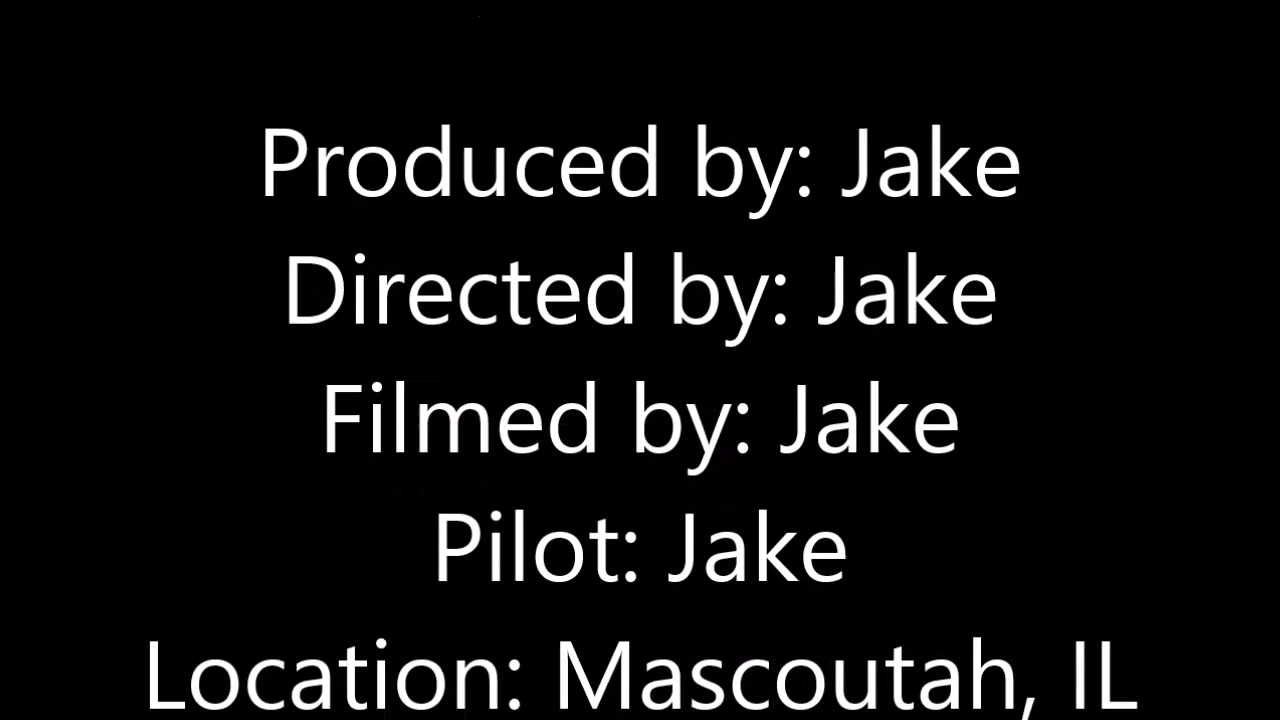 Produced by: Jake
Directed by: Jake
Filmed by: Jake
Pilot: Jake
Location: Mascoutah, IL